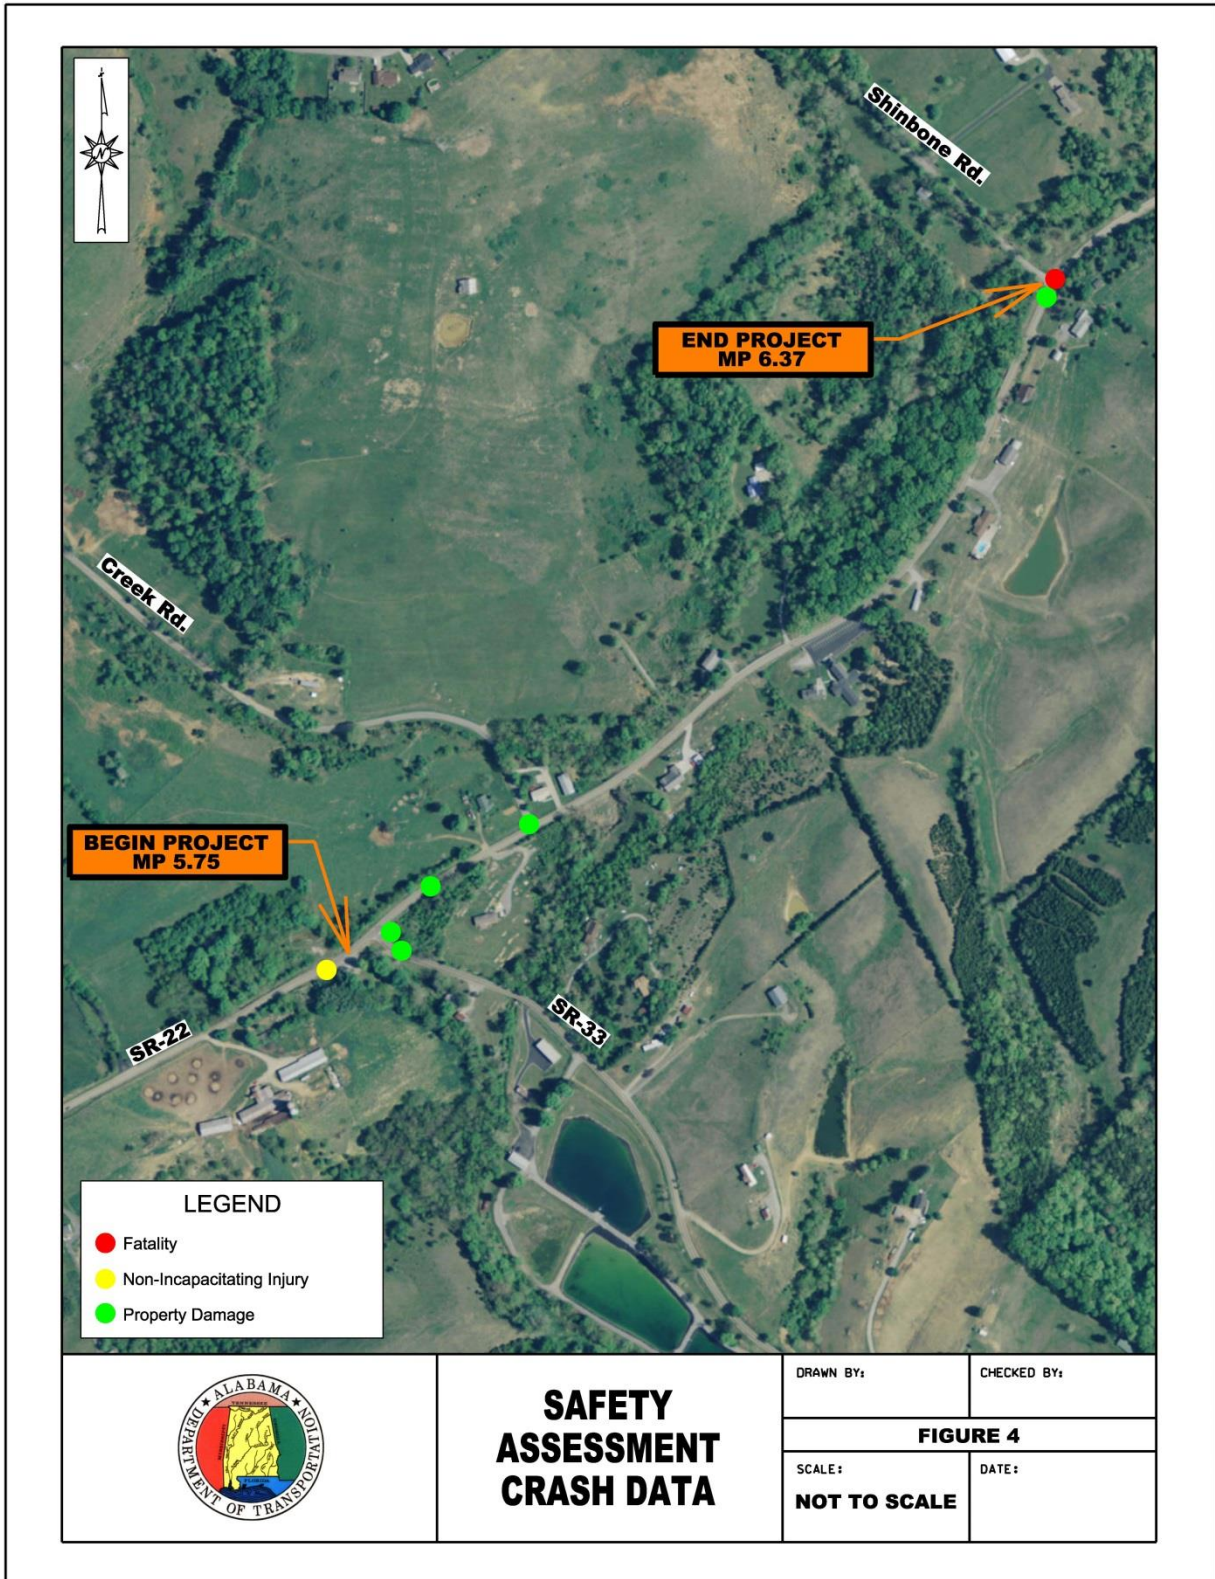 N
Shinbone Rd.
END PROJECT
MP 6.37
Creek Rd.
BEGIN PROJECT
MP 5.75
SR-22
SR-33
LEGEND
Fatality
Non-Incapacitating Injury
Property Damage
ALABAMA
DEPARTMENT OF TRANSPORTATION
TENNESSEE
FLORIDA
SAFETY
ASSESSMENT
CRASH DATA
DRAWN BY:
CHECKED BY:
FIGURE 4
SCALE:
NOT TO SCALE
DATE: